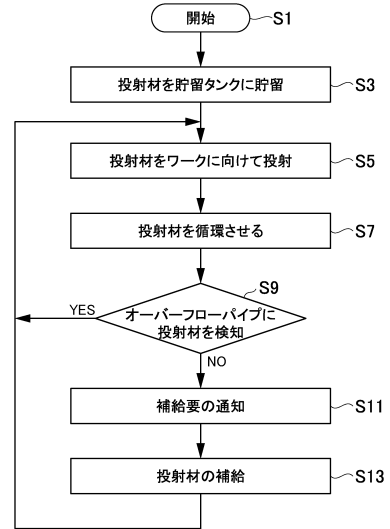 開始 S1
投射材を貯留タンクに貯留 S3
投射材をワークに向けて投射 S5
投射材を循環させる S7
S9
オーバーフローパイプに
投射材を検知
YES
NO
補給要の通知 S11
投射材の補給 S13